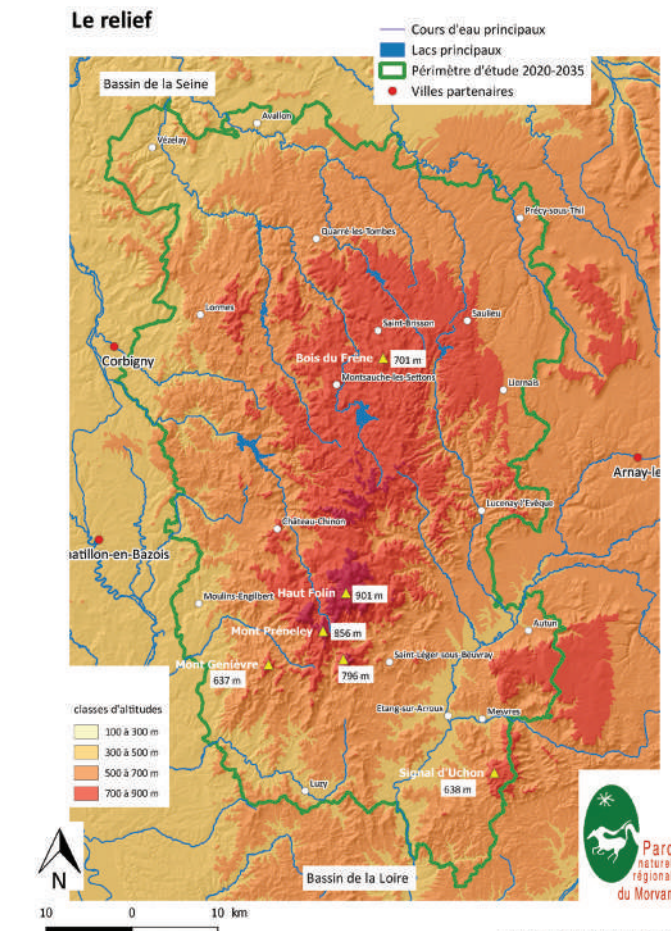 Le relief
Cours d'eau principaux
Lacs principaux
Périmètre d'étude 2020-2035
Villes partenaires
Bassin de la Seine
Avallon
Vézelay
Précy-sous-Thil
Quarré-les-Tombes
Lormes
Saint-Brisson
Saulieu
Corbigny
Bois du Frêne
701 m
Montsauche-les-Settons
Liernais
Arnay-le
Lucenay-l'Evêque
Château-Chinon
atillon-en-Bazois
Haut Folin
901 m
Moulins-Engilbert
Mont Préneley
856 m
Autun
Saint-Léger-sous-Beuvray
Mont Genièvre
637 m
796 m
classes d'altitudes
100 à 300 m
300 à 500 m
500 à 700 m
700 à 900 m
Etang-sur-Arroux
Mesvres
Signal d'Uchon
638 m
Luzy
Bassin de la Loire
Parc
naturel
régional
du Morvan
N
10 0 10 km